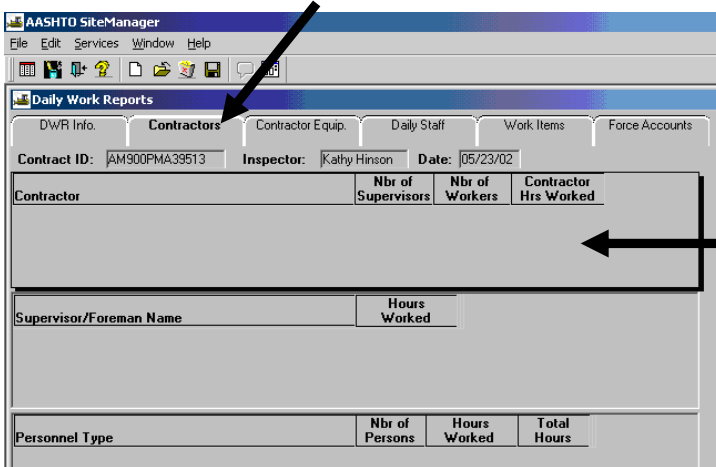 AASHTO SiteManager
File Edit Services Window Help
Daily Work Reports
DWR Info. Contractors Contractor Equip. Daily Staff Work Items Force Accounts
Contract ID: AM900PMA39513 Inspector: Kathy Hinson Date: 05/23/02
Nbr of Nbr of Contractor
Contractor Supervisors Workers Hrs Worked
Hours
Supervisor/Foreman Name Worked
Nbr of Hours Total
Personnel Type Persons Worked Hours